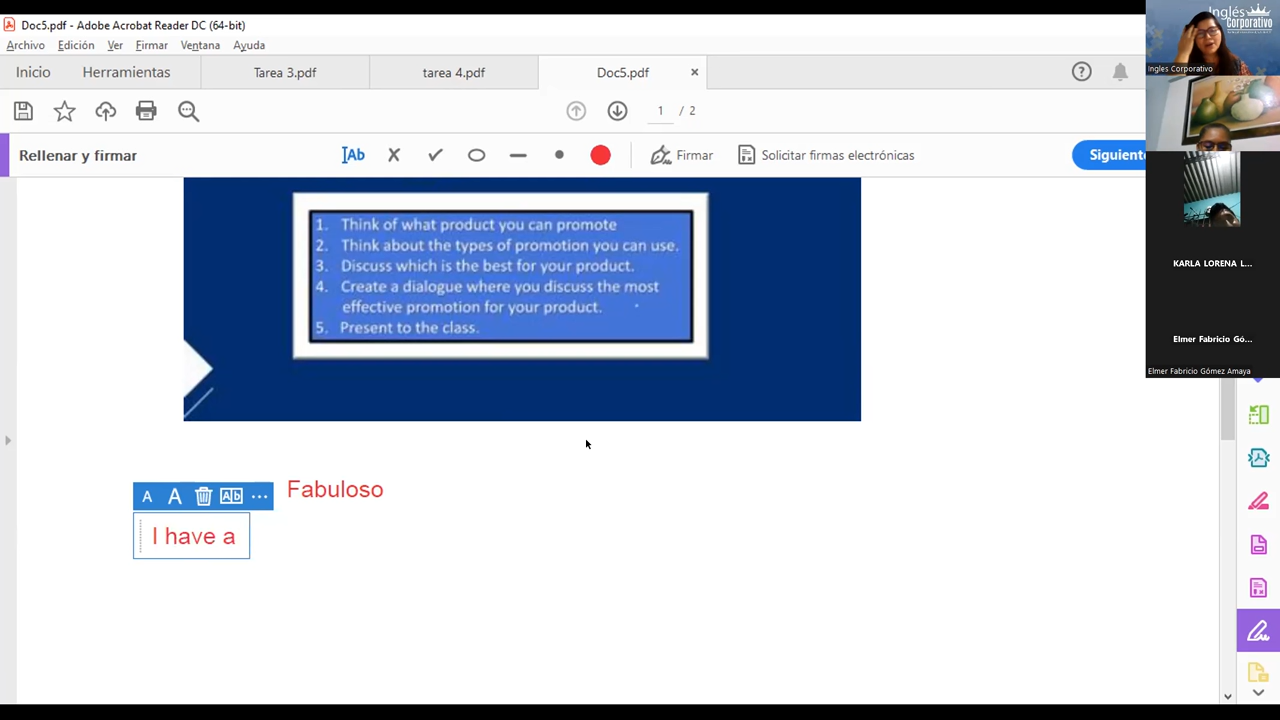 Doc5.pdf - Adobe Acrobat Reader DC (64-bit)
Archivo Edición Ver Firmar Ventana Ayuda
Inicio Herramientas Tarea 3.pdf tarea 4.pdf Doc5.pdf
1 / 2
Rellenar y firmar Ab Firmar Solicitar firmas electrónicas Siguiente
1. Think of what product you can promote
2. Think about the types of promotion you can use.
3. Discuss which is the best for your product.
4. Create a dialogue where you discuss the most
effective promotion for your product.
5. Present to the class.
Fabuloso
A A Ab
I have a
Inglés
Corporativo
Ingles Corporativo
KARLA LORENA L...
Elmer Fabricio Gó...
Elmer Fabricio Gómez Amaya